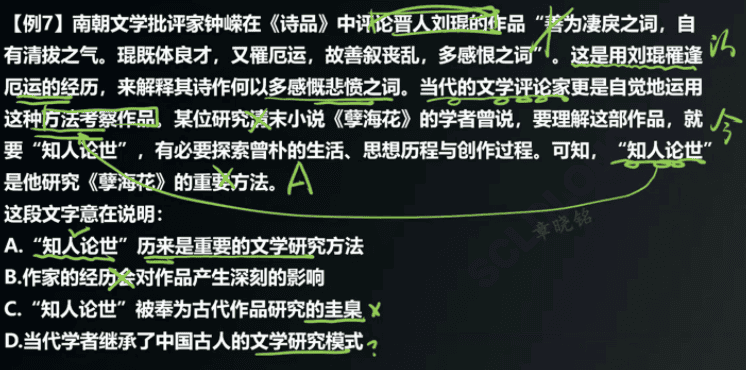 【例7】南朝文学批评家钟嵘在《诗品》中评论晋人刘琨的作品“善为凄戾之词，自
有清拔之气。琨既体良才，又罹厄运，故善叙丧乱，多感恨之词”。这是用刘琨罹逢
厄运的经历，来解释其诗作何以多感慨悲愤之词。当代的文学评论家更是自觉地运用
这种方法考察作品。某位研究清末小说《孽海花》的学者曾说，要理解这部作品，就
要“知人论世”，有必要探索曾朴的生活、思想历程与创作过程。可知，“知人论世”
是他研究《孽海花》的重要方法。 A
这段文字意在说明：
A.“知人论世”历来是重要的文学研究方法
B.作家的经历会对作品产生深刻的影响
C.“知人论世”被奉为古代作品研究的圭臬
D.当代学者继承了中国古人的文学研究模式 ?
今
章晓铭